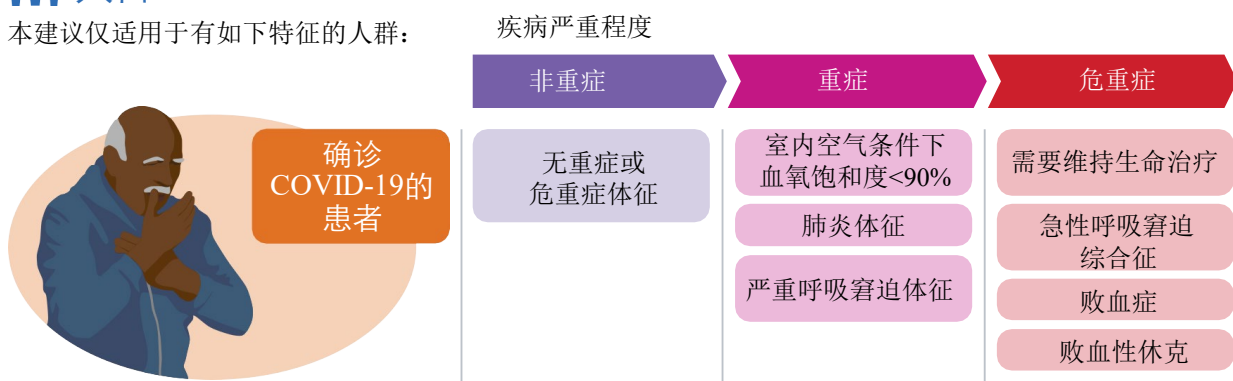 本建议仅适用于有如下特征的人群：
疾病严重程度
非重症
重症
危重症
确诊
COVID-19的
患者
无重症或
危重症体征
室内空气条件下
血氧饱和度<90%
肺炎体征
严重呼吸窘迫体征
需要维持生命治疗
急性呼吸窘迫
综合征
败血症
败血性休克